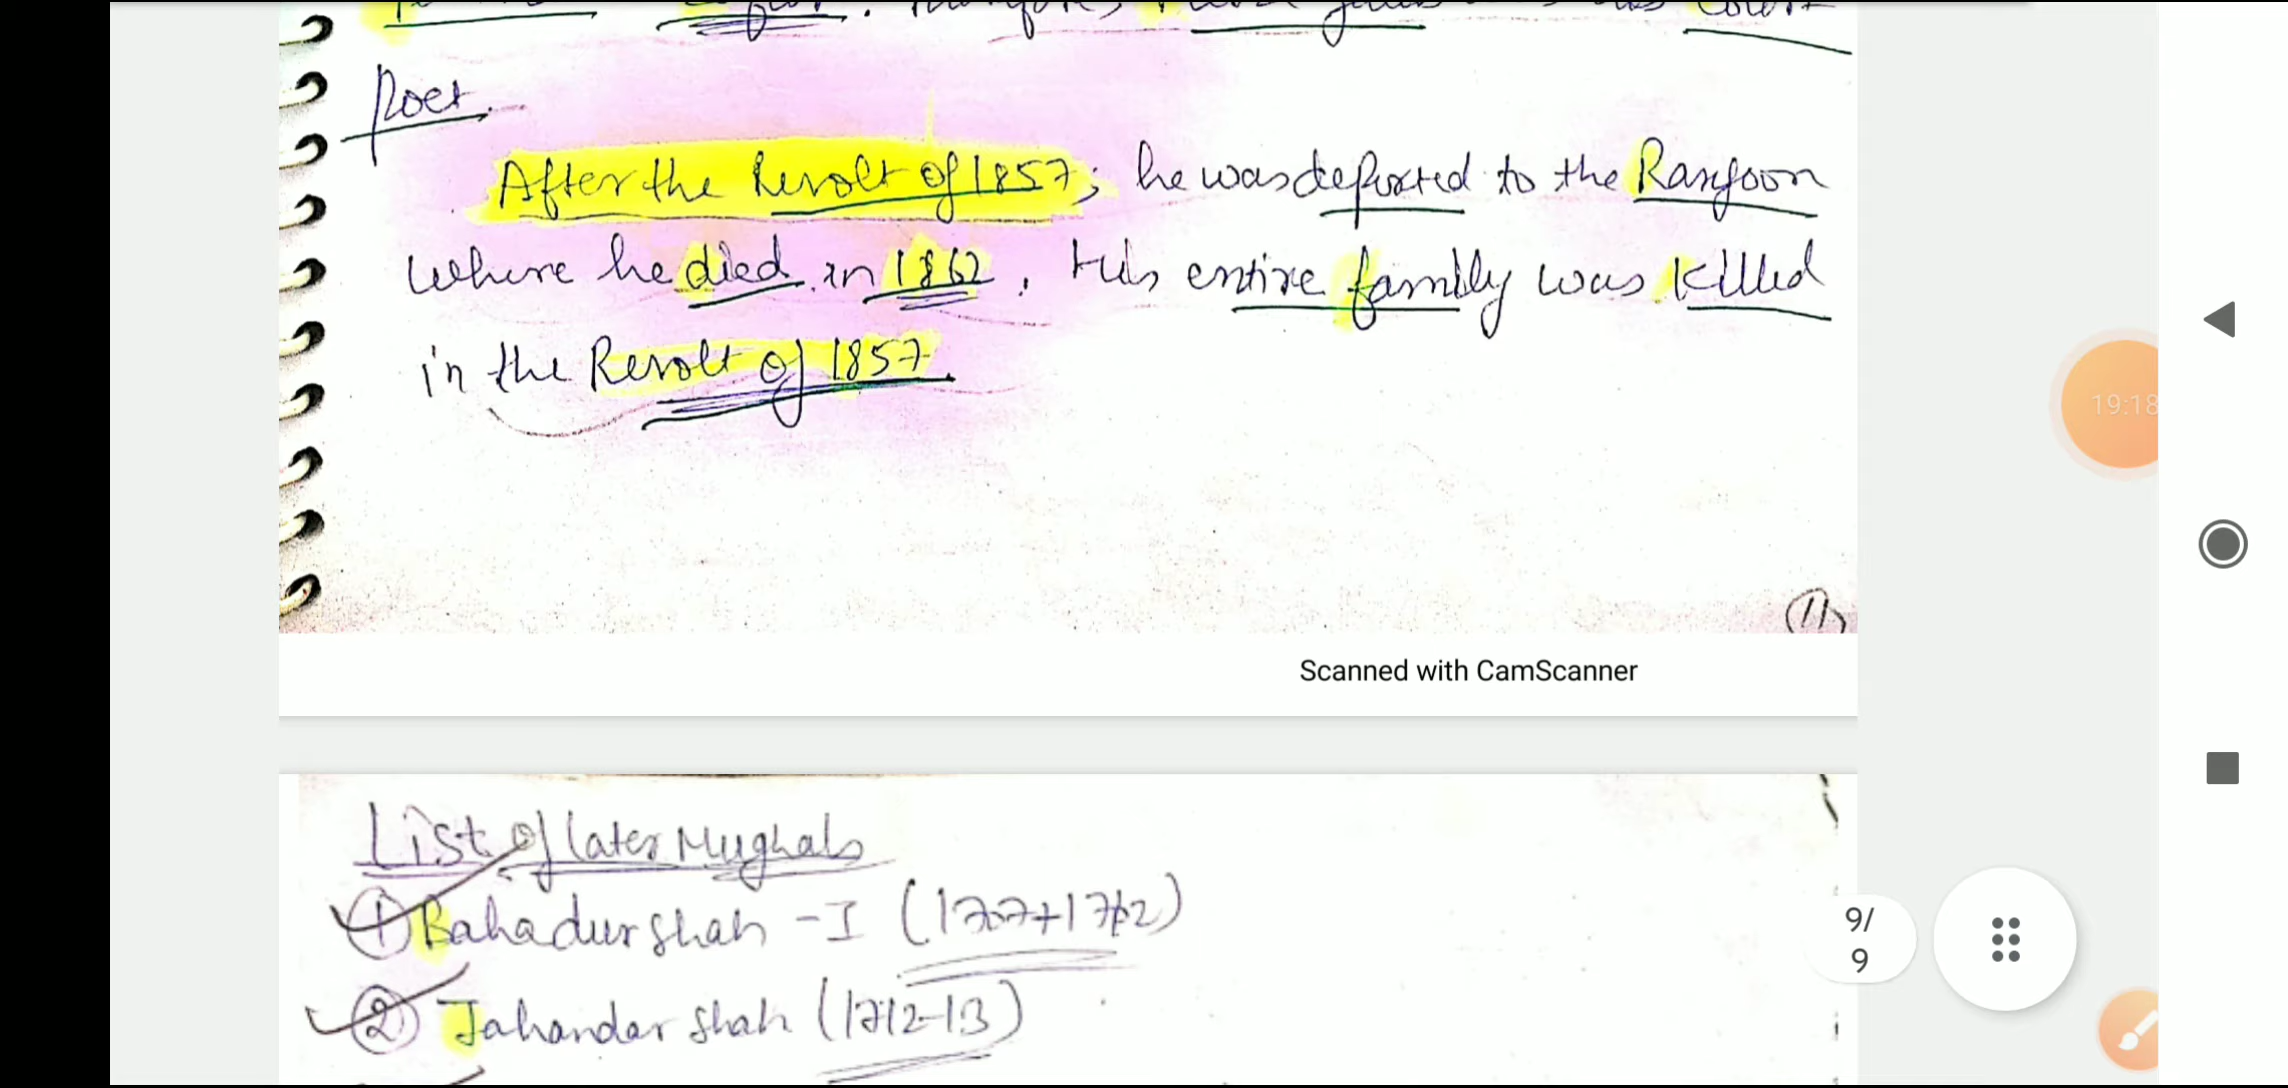 Poet.
After the Revolt of 1857; he was deported to the Rangoon
where he died in 1862. His entire family was killed
in the Revolt of 1857.
11
Scanned with CamScanner
List of later Mughals
① Bahadur Shah - I (1707+1712)
② Jahandar Shah (1712-13)
19:18
9/
9